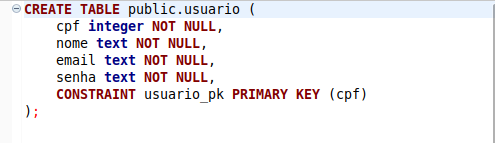 CREATE TABLE public.usuario (
    cpf integer NOT NULL,
    nome text NOT NULL,
    email text NOT NULL,
    senha text NOT NULL,
    CONSTRAINT usuario_pk PRIMARY KEY (cpf)
);